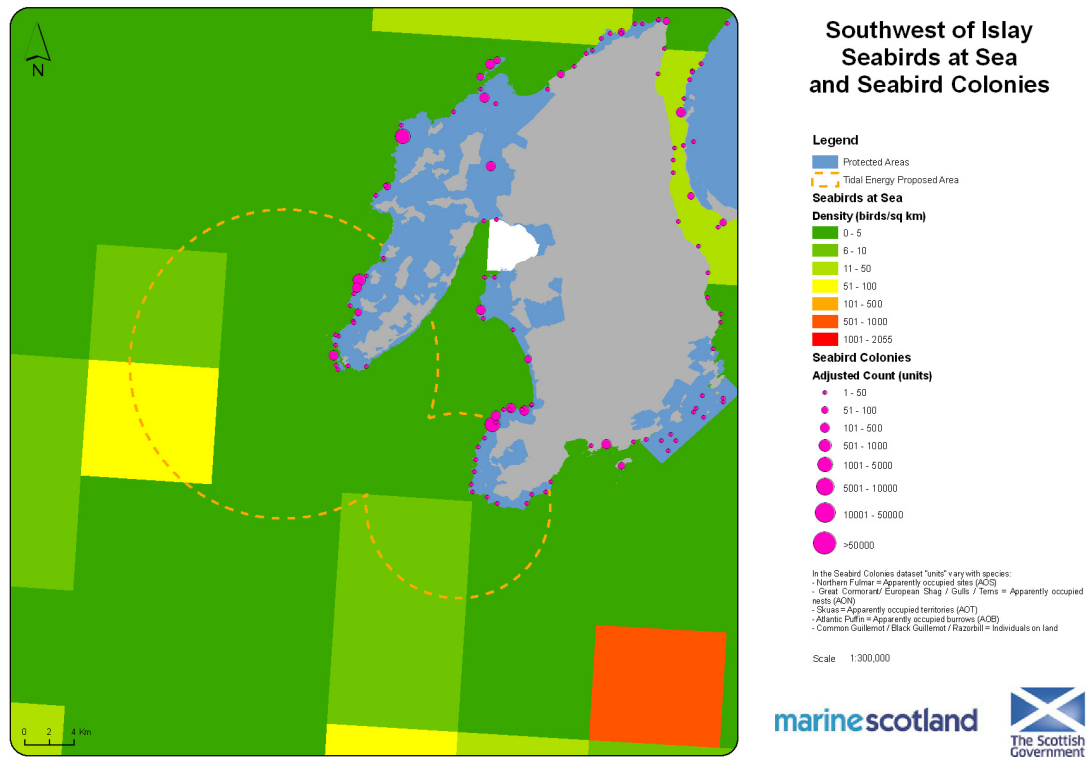 N
0 2 4 Km
Southwest of Islay
Seabirds at Sea
and Seabird Colonies
Legend
Protected Areas
Tidal Energy Proposed Area
Seabirds at Sea
Density (birds/sq km)
0 - 5
6 - 10
11 - 50
51 - 100
101 - 500
501 - 1000
1001 - 2055
Seabird Colonies
Adjusted Count (units)
1 - 50
51 - 100
101 - 500
501 - 1000
1001 - 5000
5001 - 10000
10001 - 50000
>50000
In the Seabird Colonies dataset "units" vary with species:
- Northern Fulmar = Apparently occupied sites (AOS)
- Great Cormorant/ European Shag / Gulls / Terns = Apparently occupied
nests (AON)
- Skuas = Apparently occupied territories (AOT)
- Atlantic Puffin = Apparently occupied burrows (AOB)
- Common Guillemot / Black Guillemot / Razorbill = Individuals on land
Scale 1:300,000
marinescotland
The Scottish
Government